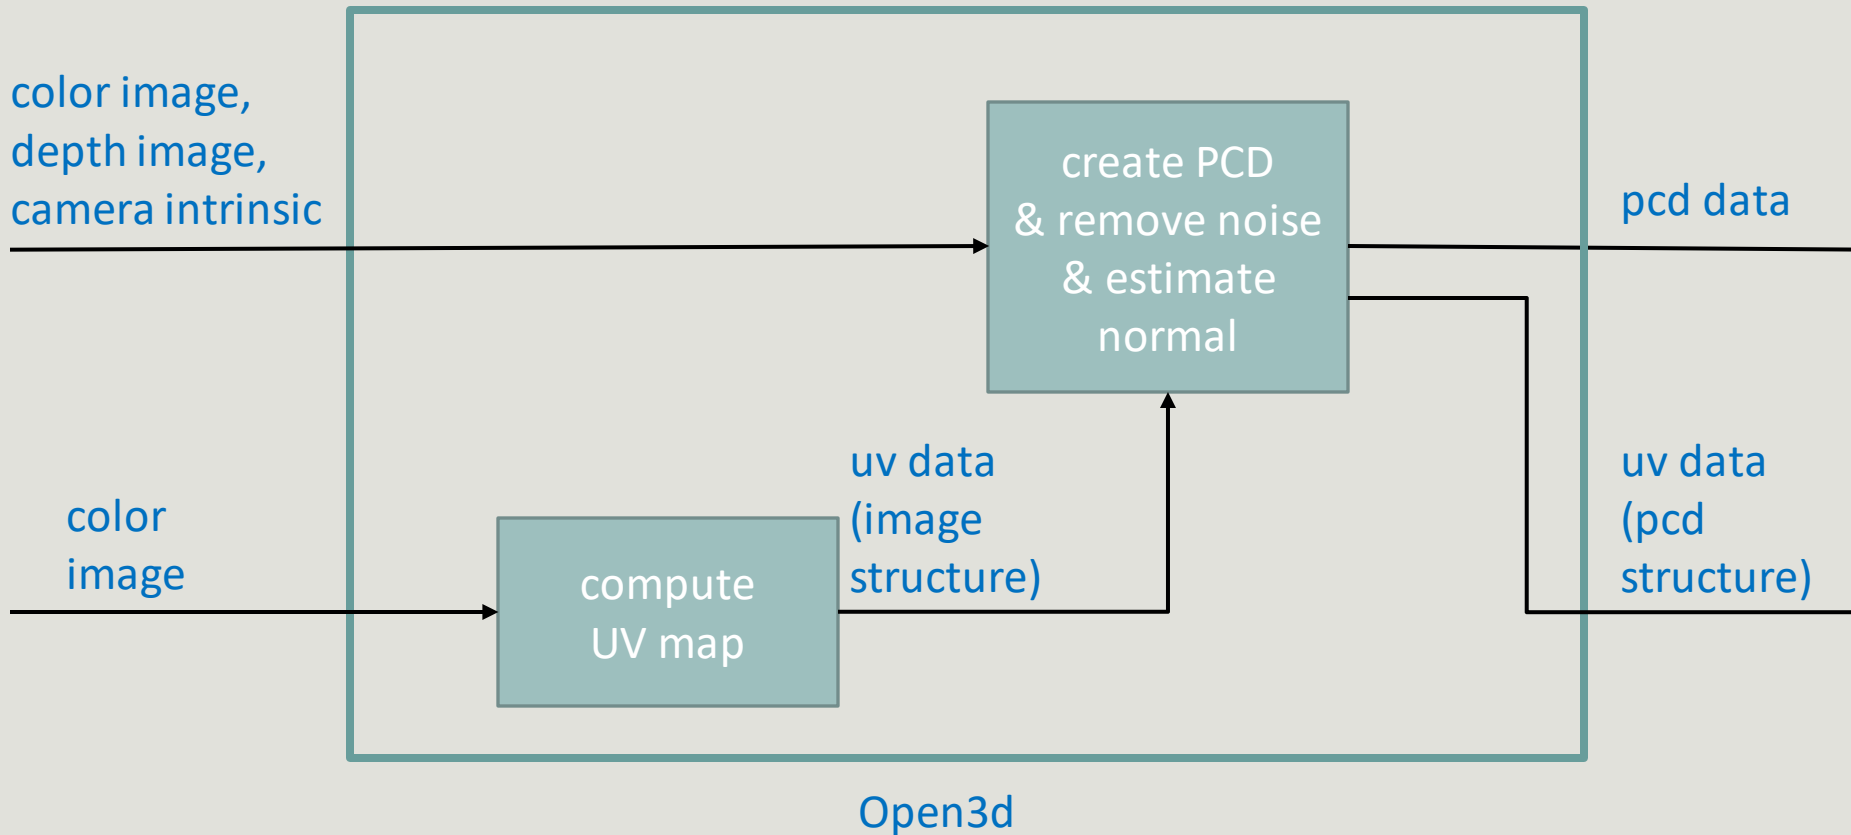 color image,
depth image,
camera intrinsic
create PCD
& remove noise
& estimate
normal
pcd data
color
image
compute
UV map
uv data
(image
structure)
uv data
(pcd
structure)
Open3d